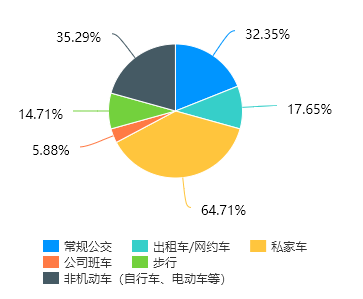 35.29%
32.35%
14.71%
17.65%
5.88%
64.71%
常规公交 出租车/网约车 私家车
公司班车 步行
非机动车（自行车、电动车等）